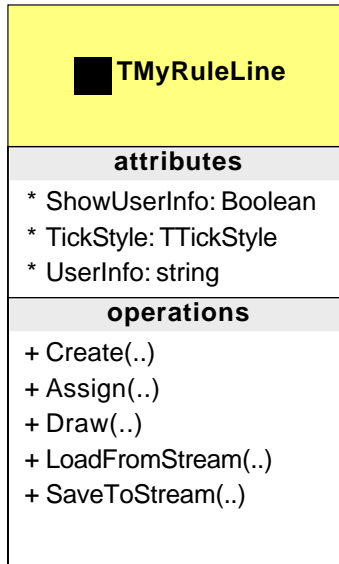 TMyRuleLine
attributes
* ShowUserInfo: Boolean
* TickStyle: TTickStyle
* UserInfo: string
operations
+ Create(..)
+ Assign(..)
+ Draw(..)
+ LoadFromStream(..)
+ SaveToStream(..)